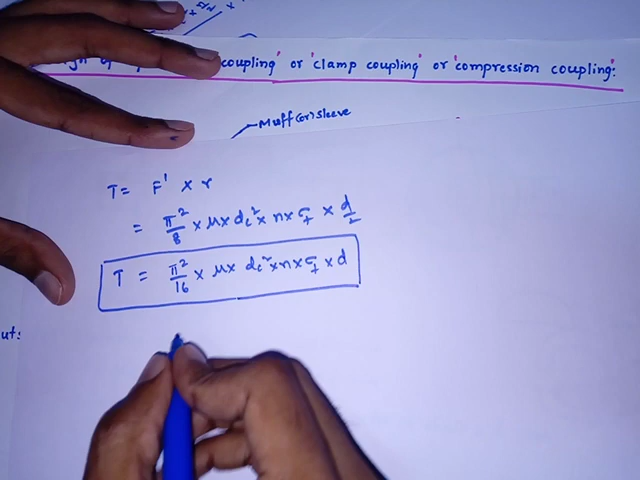 coupling' or 'clamp coupling' or 'compression coupling':
Muff (or) sleeve
T = F' × r
= π²/8 × μ × dc² × n × σt × d/2
T = π²/16 × μ × dc² × n × σt × d
ut: